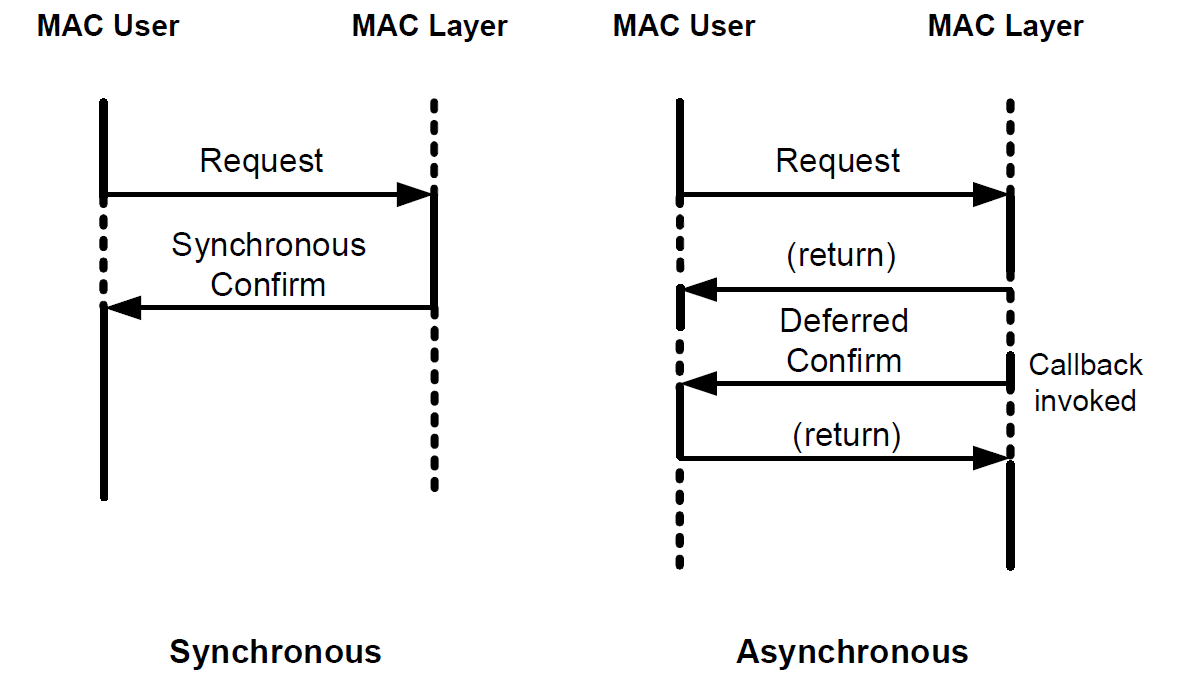 MAC User
MAC Layer
MAC User
MAC Layer
Request
Synchronous
Confirm
Request
(return)
Deferred
Confirm
Callback
invoked
(return)
Synchronous
Asynchronous